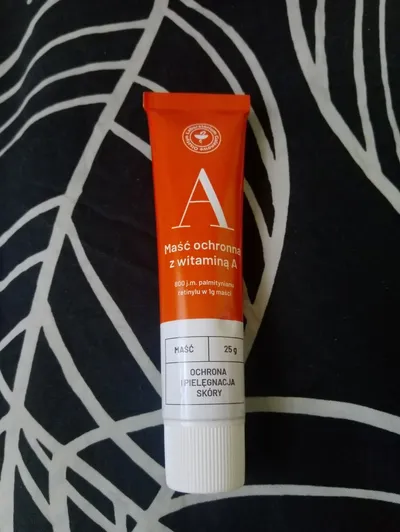 A
Maść ochronna
z witaminą A
800 j.m. palmitynianu
retinylu w 1g maści
MAŚĆ
25 g
OCHRONA
I PIELĘGNACJA
SKÓRY